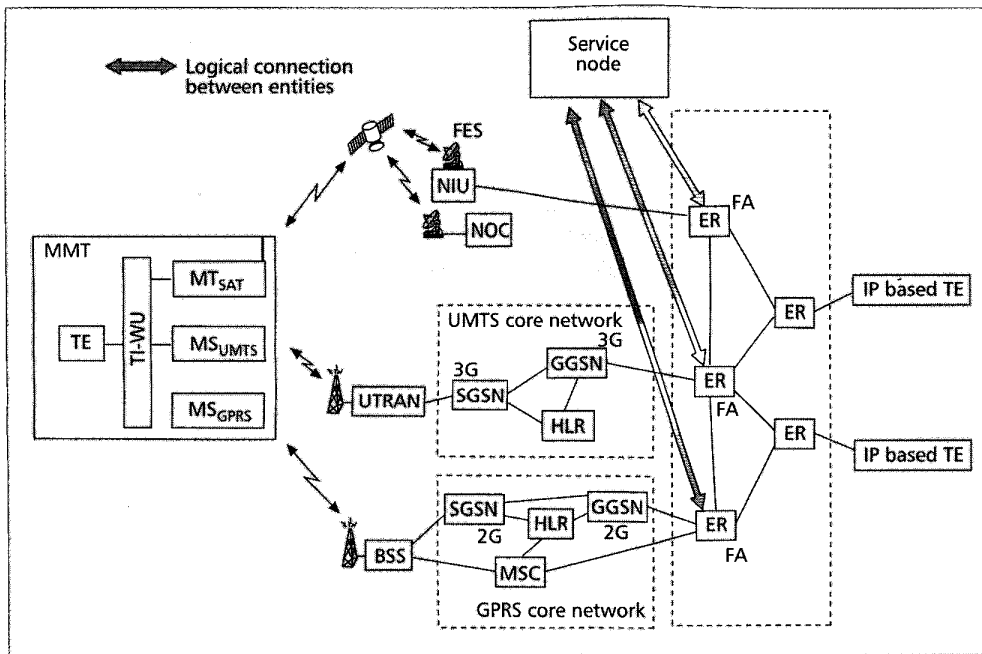 Logical connection
between entities
Service
node
FES
NIU
NOC
FA
ER
MMT
MT_SAT
TE
TI-WU
MS_UMTS
MS_GPRS
UMTS core network
3G
GGSN
3G
SGSN
HLR
UTRAN
ER
FA
ER
IP based TE
ER
IP based TE
SGSN
2G
HLR
GGSN
2G
BSS
MSC
GPRS core network
ER
FA